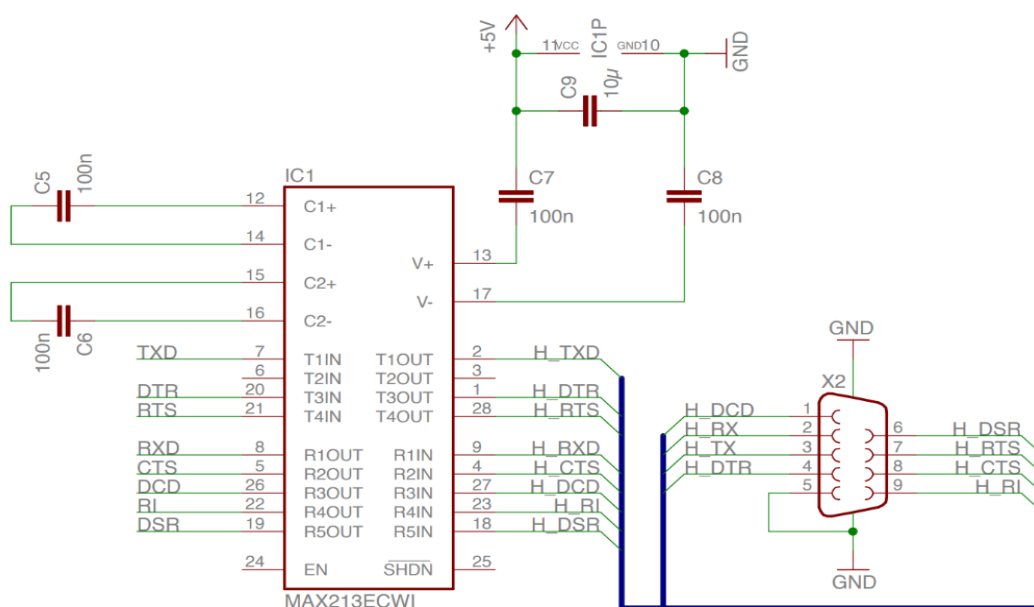 +5V
11 VCC
IC1P
GND 10
GND
C9
10µ
C5
100n
IC1
C7
100n
C8
100n
12 C1+
14 C1-
15 C2+
16 C2-
V+ 13
V- 17
100n
C6
TXD 7 T1IN T1OUT 2 H_TXD
6 T2IN T2OUT 3
DTR 20 T3IN T3OUT 1 H_DTR
RTS 21 T4IN T4OUT 28 H_RTS
RXD 8 R1OUT R1IN 9 H_RXD
CTS 5 R2OUT R2IN 4 H_CTS
DCD 26 R3OUT R3IN 27 H_DCD
RI 22 R4OUT R4IN 23 H_RI
DSR 19 R5OUT R5IN 18 H_DSR
24 EN SHDN 25
MAX213ECWI
GND
X2
H_DCD 1
H_RX 2
H_TX 3
H_DTR 4
5
6 H_DSR
7 H_RTS
8 H_CTS
9 H_RI
GND